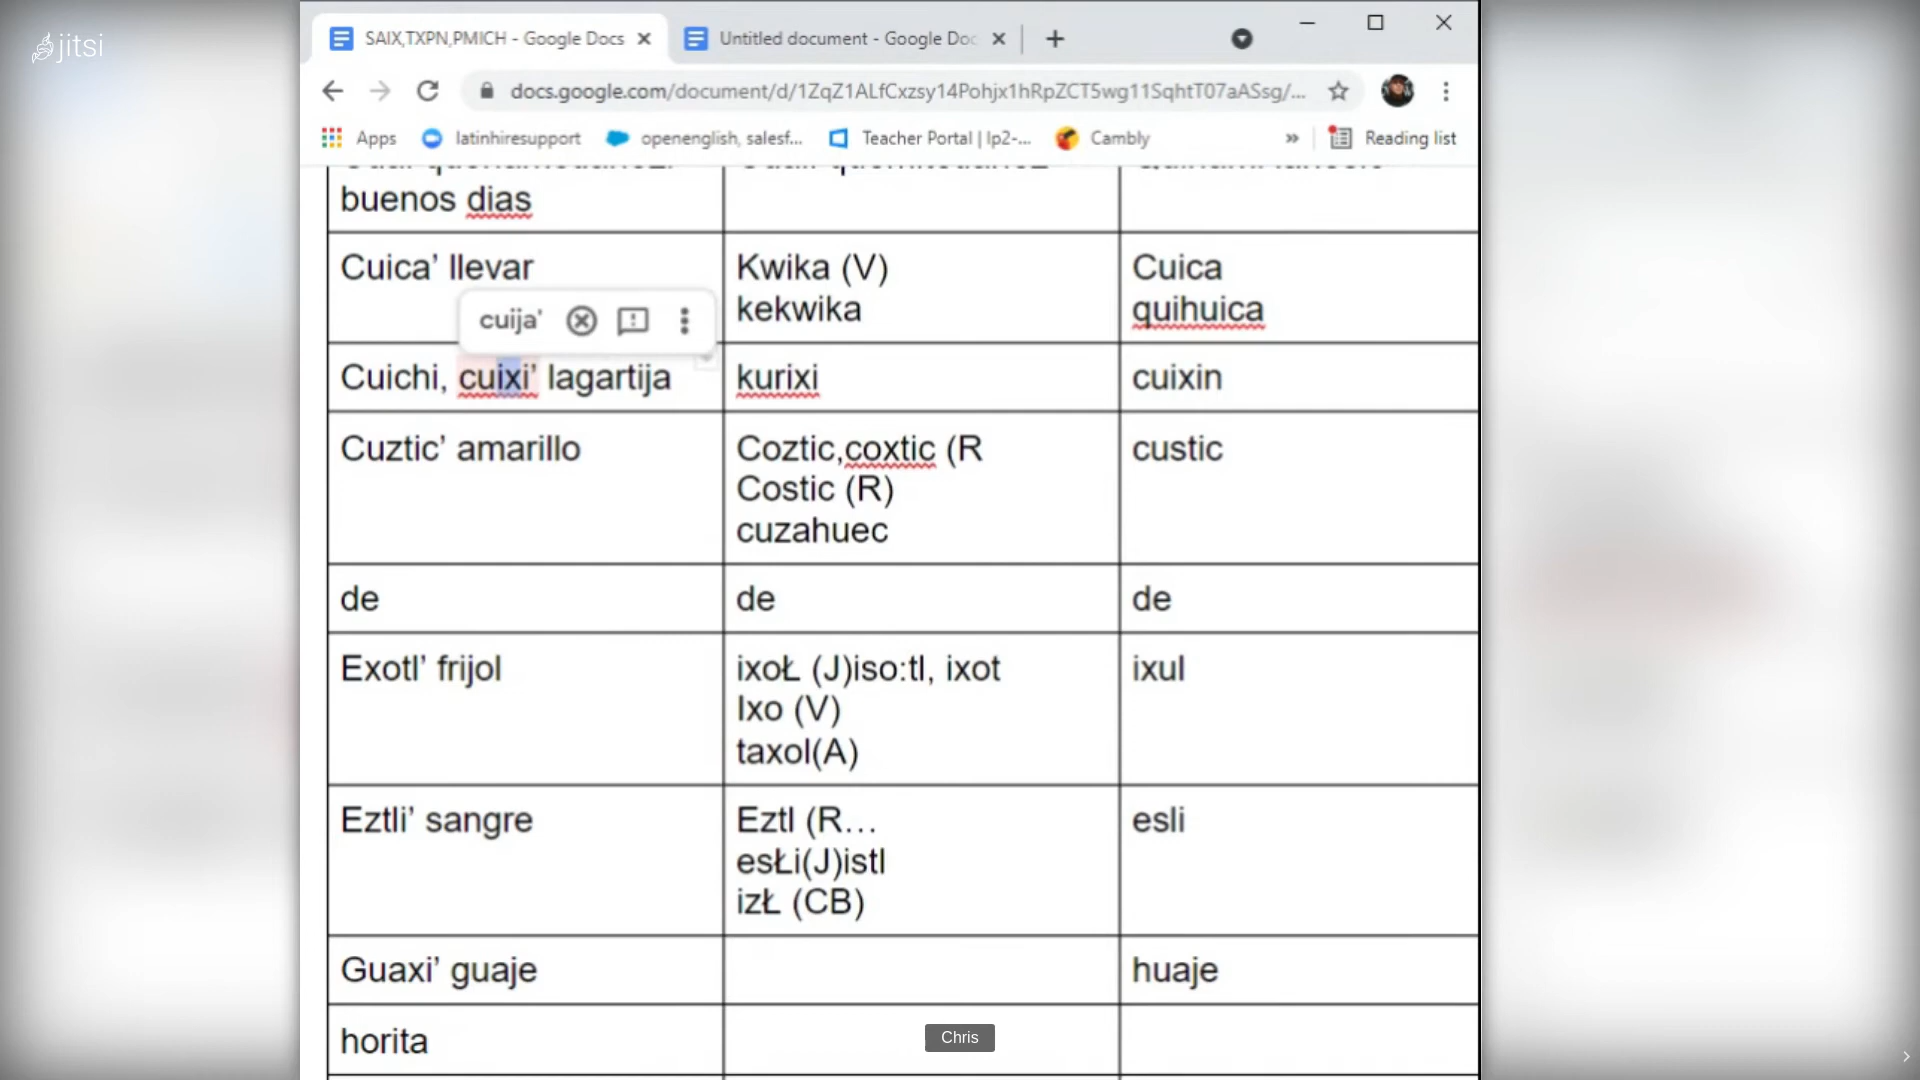 jitsi
SAIX,TXPN,PMICH - Google Docs
Untitled document - Google Doc
docs.google.com/document/d/1ZqZ1ALfCxzsy14Pohjx1hRpZCT5wg11SqhtT07aASsg/...
Apps
latinhiresupport
openenglish, salesf...
Teacher Portal | lp2-...
Cambly
»
Reading list
buenos dias
Cuica’ llevar
Kwika (V)
kekwika
Cuica
quihuica
cuija’
Cuichi, cuixi’ lagartija
kurixi
cuixin
Cuztic’ amarillo
Coztic,coxtic (R
Costic (R)
cuzahuec
custic
de
de
de
Exotl’ frijol
ixoŁ (J)iso:tl, ixot
Ixo (V)
taxol(A)
ixul
Eztli’ sangre
Eztl (R…
esŁi(J)istl
izŁ (CB)
esli
Guaxi’ guaje
huaje
horita
Chris